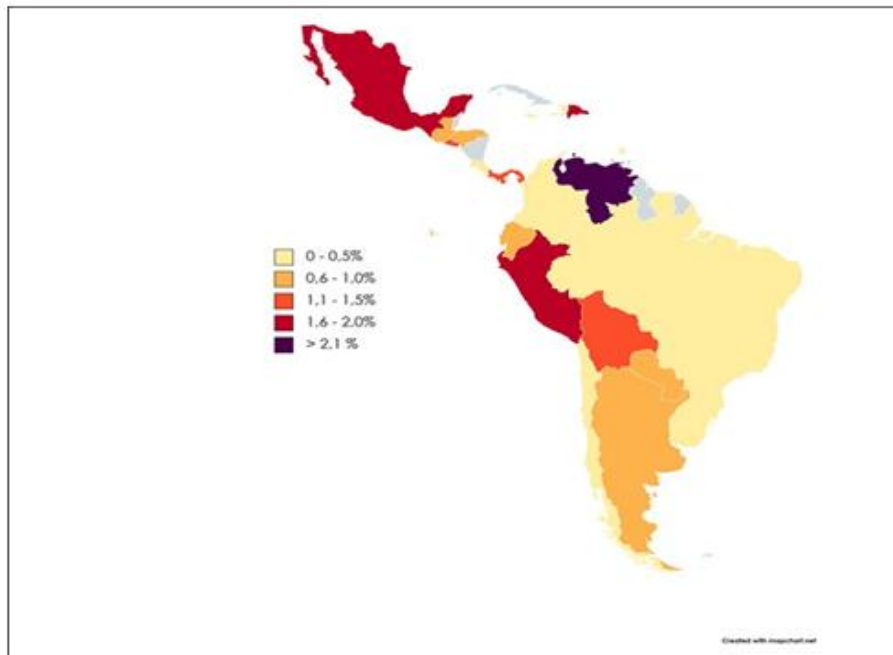 0 - 0,5%
0,6 - 1,0%
1,1 - 1,5%
1,6 - 2,0%
> 2,1 %
Created with mapchart.net